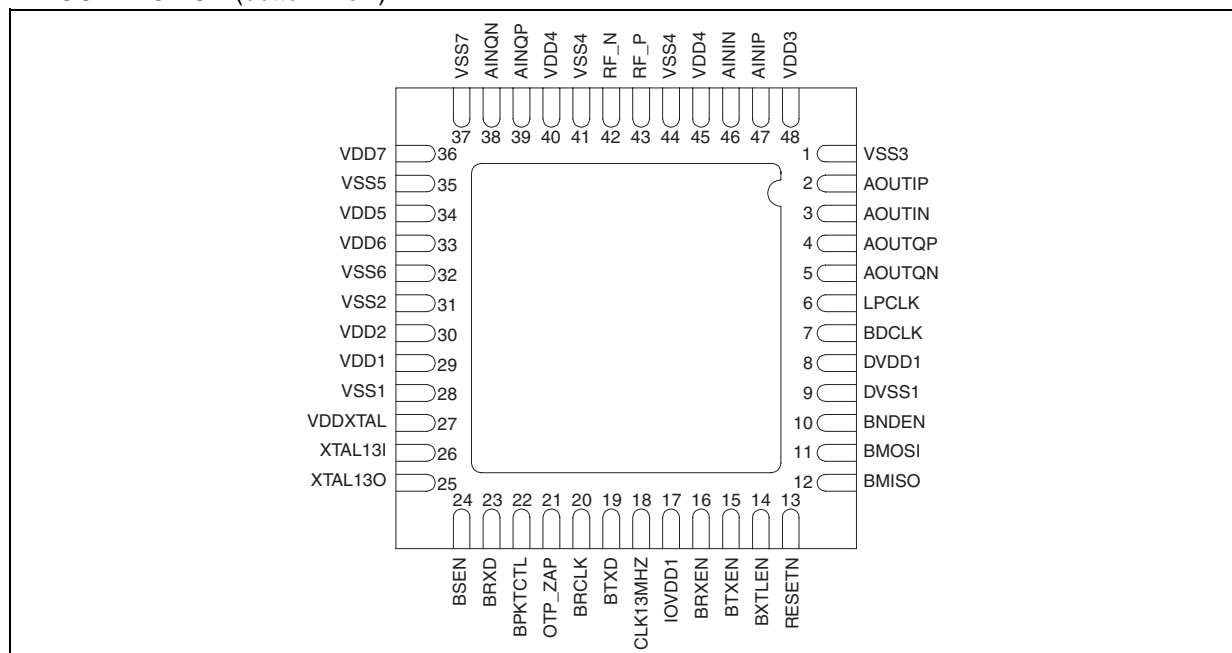 VSS7 AINQN AINQP VDD4 VSS4 RF_N RF_P VSS4 VDD4 AININ AINIP VDD3
37 38 39 40 41 42 43 44 45 46 47 48
VDD7 36 1 VSS3
VSS5 35 2 AOUTIP
VDD5 34 3 AOUTIN
VDD6 33 4 AOUTQP
VSS6 32 5 AOUTQN
VSS2 31 6 LPCLK
VDD2 30 7 BDCLK
VDD1 29 8 DVDD1
VSS1 28 9 DVSS1
VDDXTAL 27 10 BNDEN
XTAL13I 26 11 BMOSI
XTAL13O 25 12 BMISO
24 23 22 21 20 19 18 17 16 15 14 13
BSEN BRXD BPKTCTL OTP_ZAP BRCLK BTXD CLK13MHZ IOVDD1 BRXEN BTXEN BXTLEN RESETN